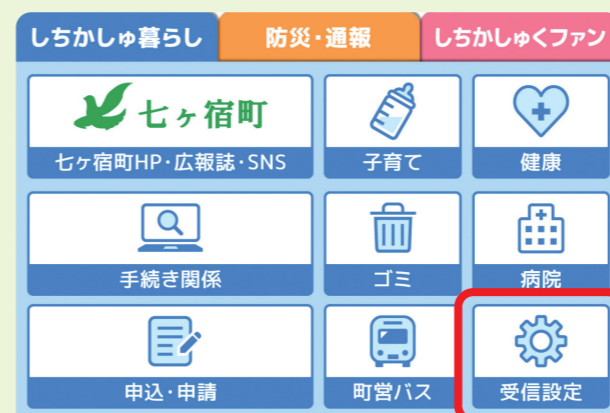 しちかしゅ暮らし
防災・通報
しちかしゅくファン
七ヶ宿町
七ヶ宿町HP・広報誌・SNS
子育て
健康
手続き関係
ゴミ
病院
申込・申請
町営バス
受信設定